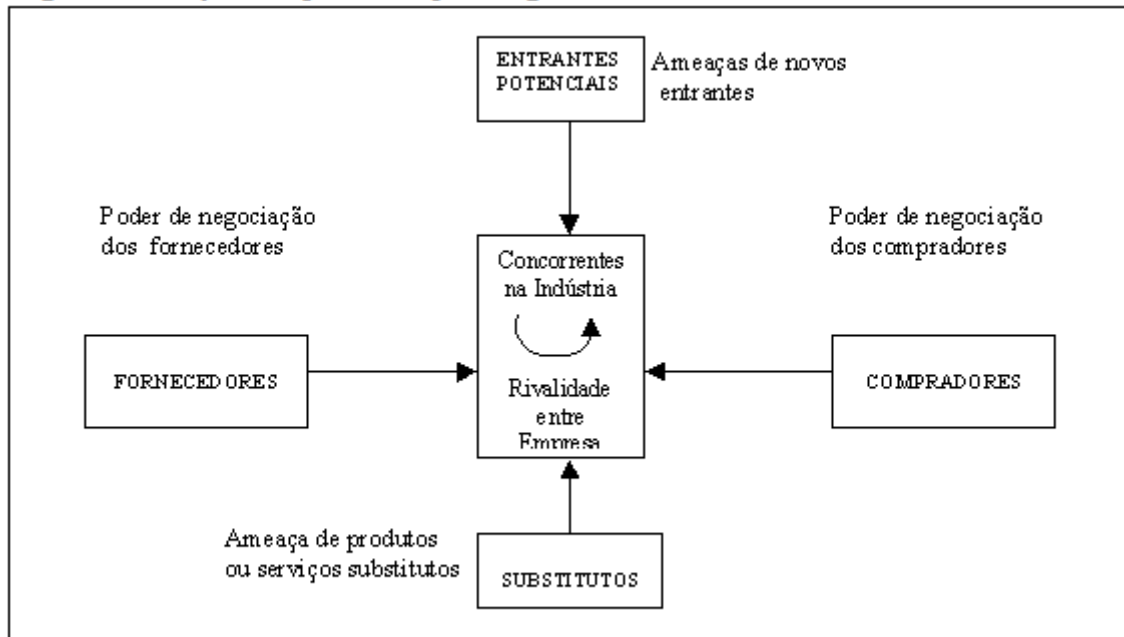 ENTRANTES
POTENCIAIS
Ameaças de novos
entrantes
Poder de negociação
dos fornecedores
Poder de negociação
dos compradores
Concorrentes
na Indústria
FORNECEDORES
COMPRADORES
Rivalidade
entre
Empresa
Ameaça de produtos
ou serviços substitutos
SUBSTITUTOS